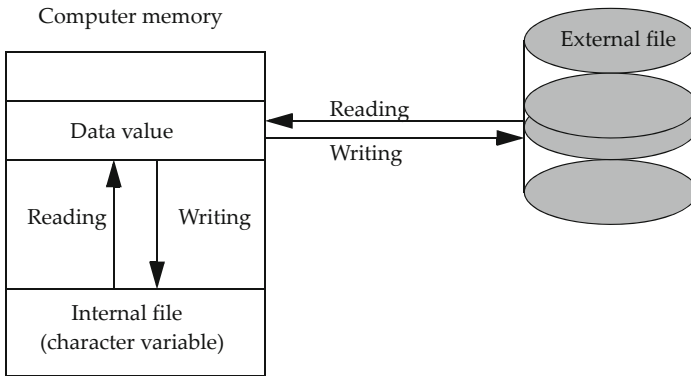 Computer memory
External file
Reading
Data value
Writing
Reading
Writing
Internal file
(character variable)